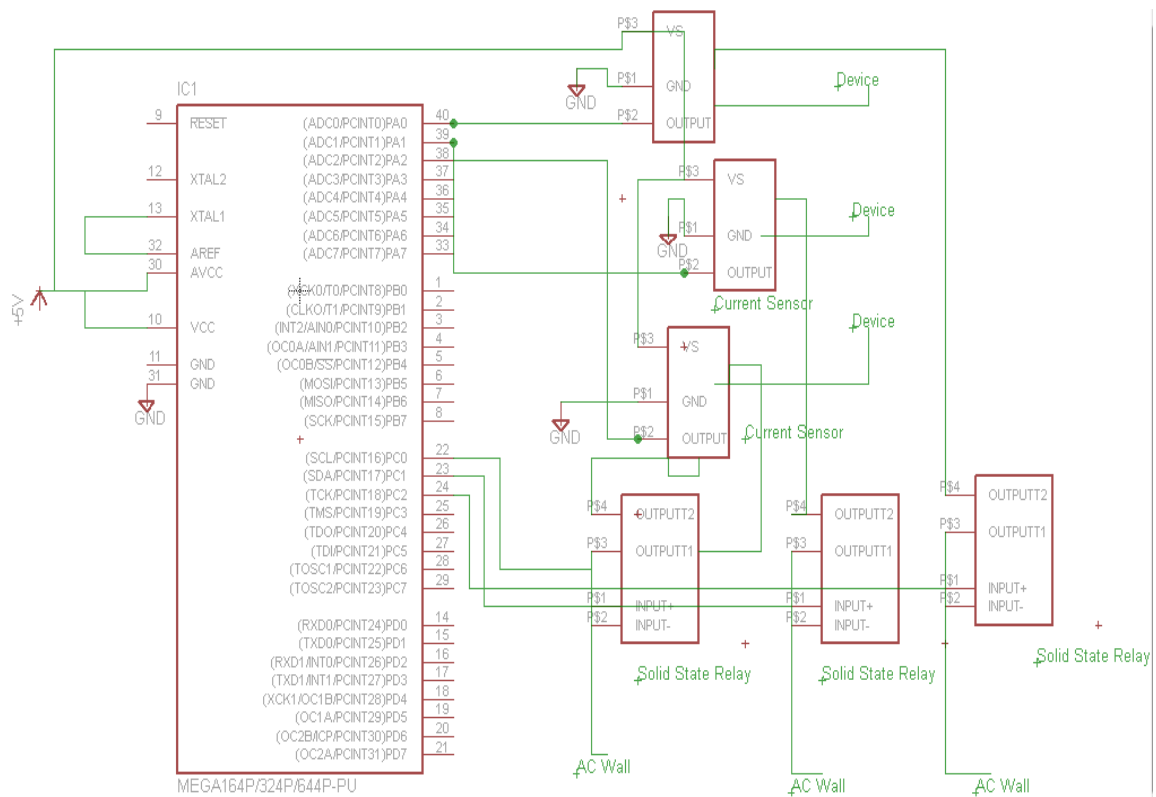 IC1
9 RESET
12 XTAL2
13 XTAL1
32 AREF
30 AVCC
10 VCC
11 GND
31 GND
GND
+5V
(ADC0/PCINT0)PA0 40
(ADC1/PCINT1)PA1 39
(ADC2/PCINT2)PA2 38
(ADC3/PCINT3)PA3 37
(ADC4/PCINT4)PA4 36
(ADC5/PCINT5)PA5 35
(ADC6/PCINT6)PA6 34
(ADC7/PCINT7)PA7 33
(XCK0/T0/PCINT8)PB0 1
(CLKO/T1/PCINT9)PB1 2
(INT2/AIN0/PCINT10)PB2 3
(OC0A/AIN1/PCINT11)PB3 4
(OC0B/SS/PCINT12)PB4 5
(MOSI/PCINT13)PB5 6
(MISO/PCINT14)PB6 7
(SCK/PCINT15)PB7 8
(SCL/PCINT16)PC0 22
(SDA/PCINT17)PC1 23
(TCK/PCINT18)PC2 24
(TMS/PCINT19)PC3 25
(TDO/PCINT20)PC4 26
(TDI/PCINT21)PC5 27
(TOSC1/PCINT22)PC6 28
(TOSC2/PCINT23)PC7 29
(RXD0/PCINT24)PD0 14
(TXD0/PCINT25)PD1 15
(RXD1/INT0/PCINT26)PD2 16
(TXD1/INT1/PCINT27)PD3 17
(XCK1/OC1B/PCINT28)PD4 18
(OC1A/PCINT29)PD5 19
(OC2B/ICP/PCINT30)PD6 20
(OC2A/PCINT31)PD7 21
MEGA164P/324P/644P-PU
P$3 VS
P$1 GND
P$2 OUTPUT
GND
Device
P$3 VS
P$1 GND
P$2 OUTPUT
GND
Device
Current Sensor
P$3 VS
P$1 GND
P$2 OUTPUT
GND
Device
Current Sensor
P$4 OUTPUTT2
P$3 OUTPUTT1
P$1 INPUT+
P$2 INPUT-
Solid State Relay
AC Wall
P$4 OUTPUTT2
P$3 OUTPUTT1
P$1 INPUT+
P$2 INPUT-
Solid State Relay
AC Wall
P$4 OUTPUTT2
P$3 OUTPUTT1
P$1 INPUT+
P$2 INPUT-
Solid State Relay
AC Wall